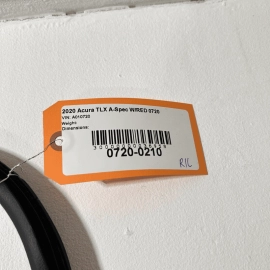 2020 Acura TLX A-Spec WIRED 0720
VIN: A010720
Weight:
Dimensions:
0720-0210
R/L